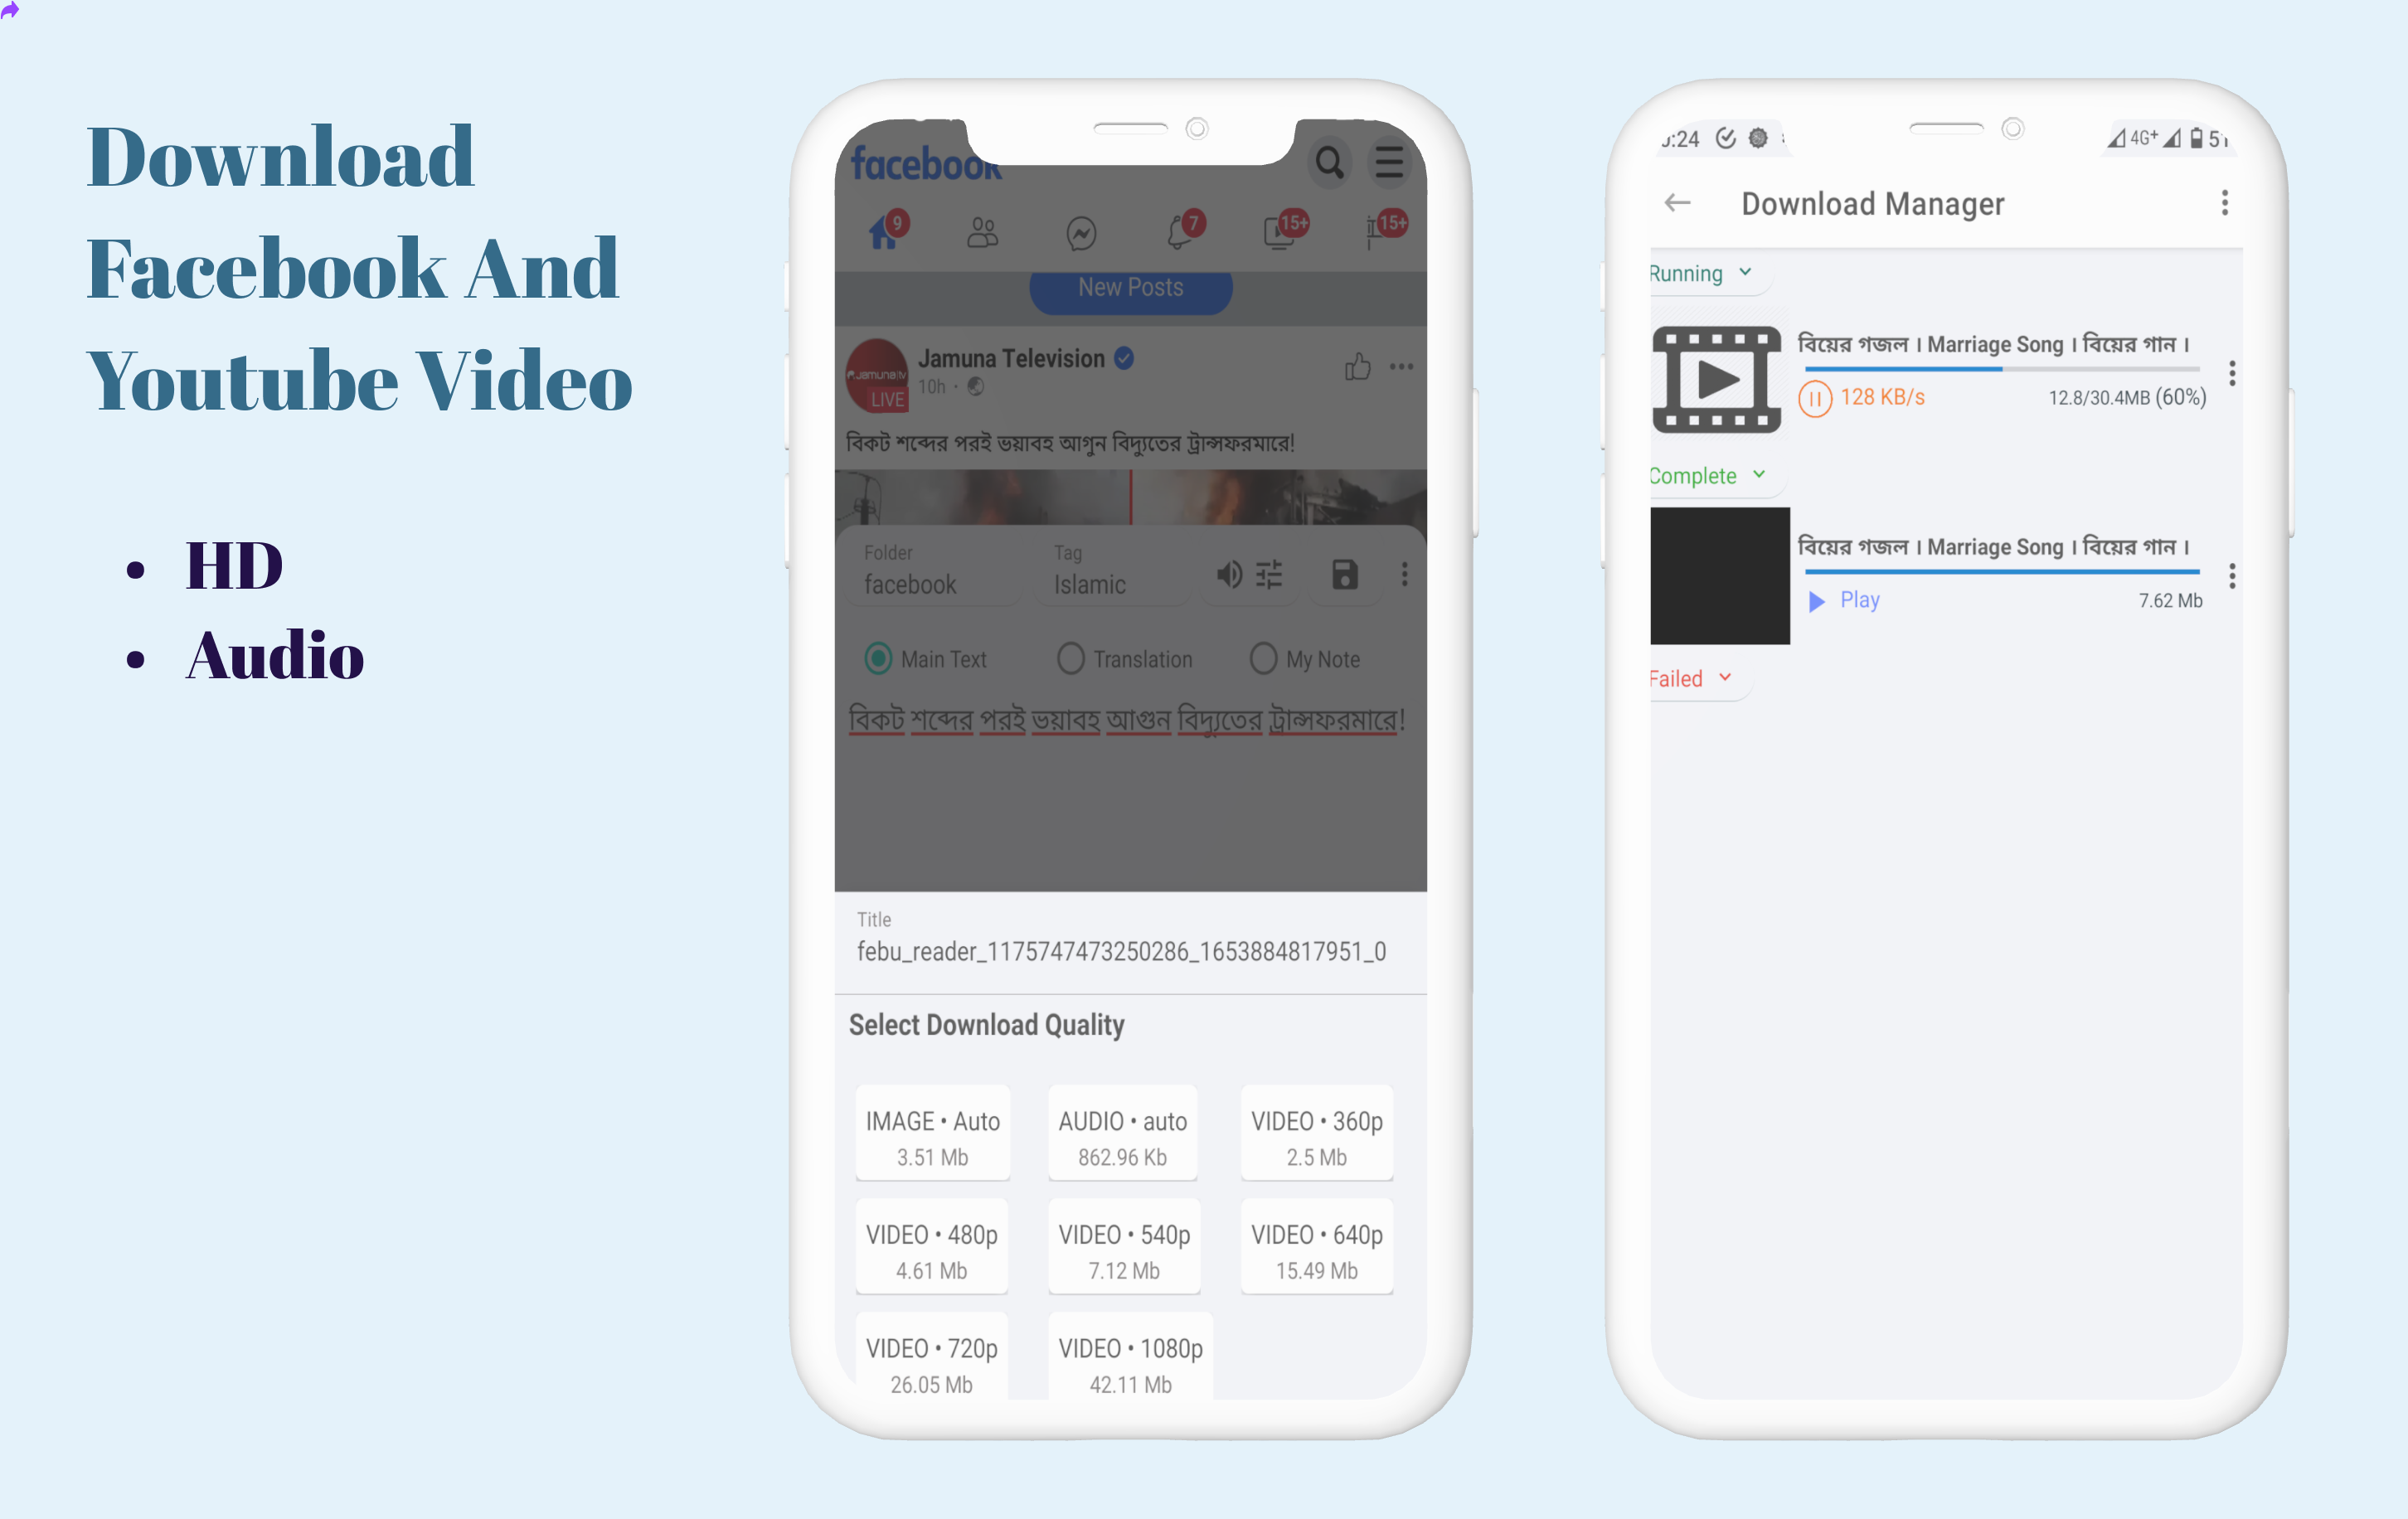 Download
Facebook And
Youtube Video
• HD
• Audio
facebook
9
7
15+
15+
New Posts
Jamuna Television
10h •
Jamuna tv
LIVE
বিকট শব্দের পরই ভয়াবহ আগুন বিদ্যুতের ট্রান্সফরমারে!
Folder
facebook
Tag
Islamic
Main Text
Translation
My Note
বিকট শব্দের পরই ভয়াবহ আগুন বিদ্যুতের ট্রান্সফরমারে!
Title
febu_reader_1175747473250286_1653884817951_0
Select Download Quality
IMAGE • Auto
3.51 Mb
AUDIO • auto
862.96 Kb
VIDEO • 360p
2.5 Mb
VIDEO • 480p
4.61 Mb
VIDEO • 540p
7.12 Mb
VIDEO • 640p
15.49 Mb
VIDEO • 720p
26.05 Mb
VIDEO • 1080p
42.11 Mb
:24
4G+
Download Manager
Running
বিয়ের গজল । Marriage Song । বিয়ের গান ।
128 KB/s
12.8/30.4MB (60%)
Complete
বিয়ের গজল । Marriage Song । বিয়ের গান ।
Play
7.62 Mb
Failed